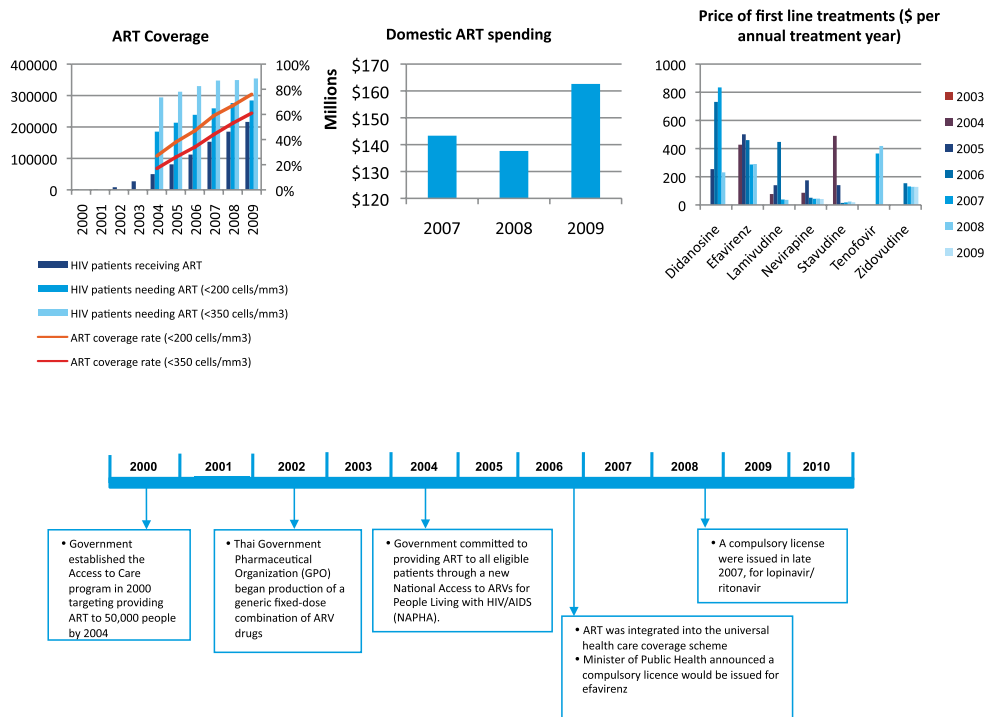 ART Coverage
400000
300000
200000
100000
0
100%
80%
60%
40%
20%
0%
2000
2001
2002
2003
2004
2005
2006
2007
2008
2009
HIV patients receiving ART
HIV patients needing ART (<200 cells/mm3)
HIV patients needing ART (<350 cells/mm3)
ART coverage rate (<200 cells/mm3)
ART coverage rate (<350 cells/mm3)
Domestic ART spending
Millions
$170
$160
$150
$140
$130
$120
2007
2008
2009
Price of first line treatments ($ per
annual treatment year)
1000
800
600
400
200
0
Didanosine
Efavirenz
Lamivudine
Nevirapine
Stavudine
Tenofovir
Zidovudine
2003
2004
2005
2006
2007
2008
2009
2000 2001 2002 2003 2004 2005 2006 2007 2008 2009 2010
• Government
established the
Access to Care
program in 2000
targeting providing
ART to 50,000 people
by 2004
• Thai Government
Pharmaceutical
Organization (GPO)
began production of a
generic fixed-dose
combination of ARV
drugs
• Government committed to
providing ART to all eligible
patients through a new
National Access to ARVs for
People Living with HIV/AIDS
(NAPHA).
• ART was integrated into the universal
health care coverage scheme
• Minister of Public Health announced a
compulsory licence would be issued for
efavirenz
• A compulsory license
were issued in late
2007, for lopinavir/
ritonavir